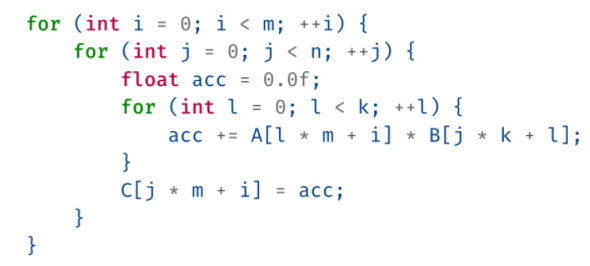 for (int i = 0; i < m; ++i) {
    for (int j = 0; j < n; ++j) {
        float acc = 0.0f;
        for (int l = 0; l < k; ++l) {
            acc += A[l * m + i] * B[j * k + l];
        }
        C[j * m + i] = acc;
    }
}